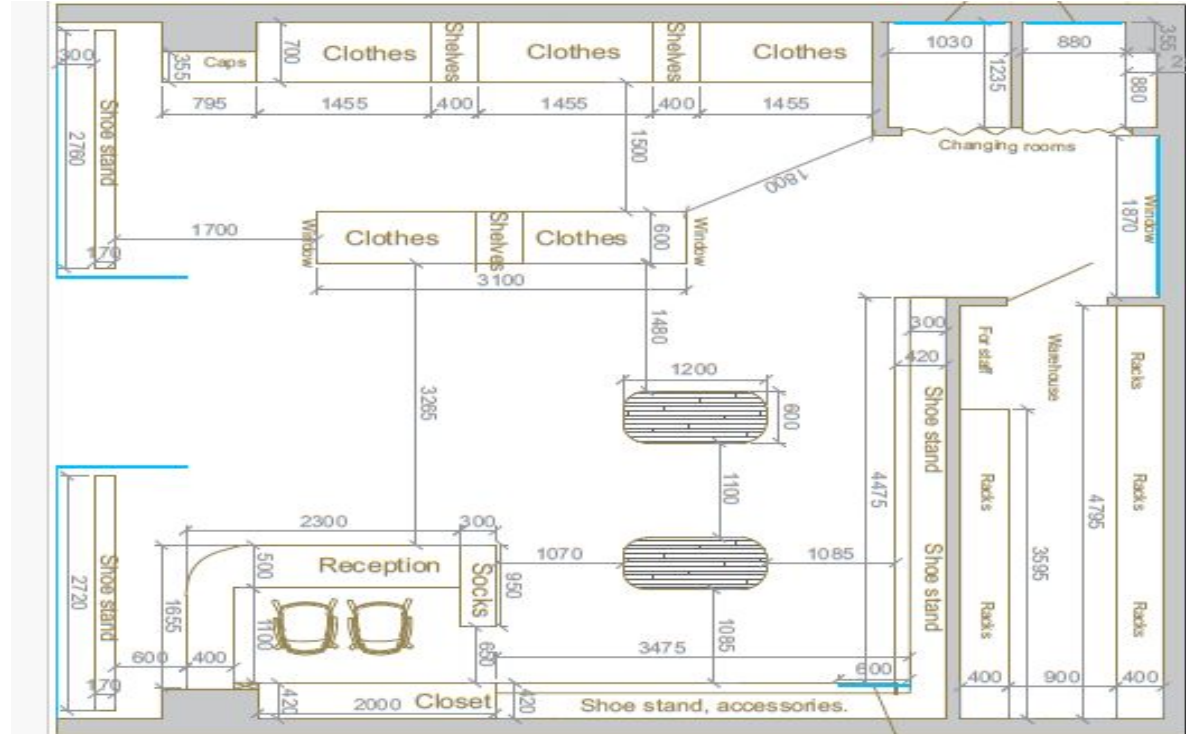 Clothes
Shelves
Clothes
Shelves
Clothes
1030
880
355
300
355
Caps
700
1235
880
795
1455
400
1455
400
1455
2760
Shoe stand
1500
Changing rooms
1800
1700
170
Window
Clothes
Shelves
Clothes
600
Window
3100
1870
Window
1480
300
420
For staff
Warehouse
Racks
1200
600
3265
Shoe stand
4475
1100
Racks
Racks
4795
2300
300
1070
1085
Reception
500
Socks
950
Shoe stand
3595
2720
Shoe stand
1655
1100
Racks
Racks
600
400
650
3475
1085
600
170
420
2000
Closet
420
Shoe stand, accessories.
400
900
400